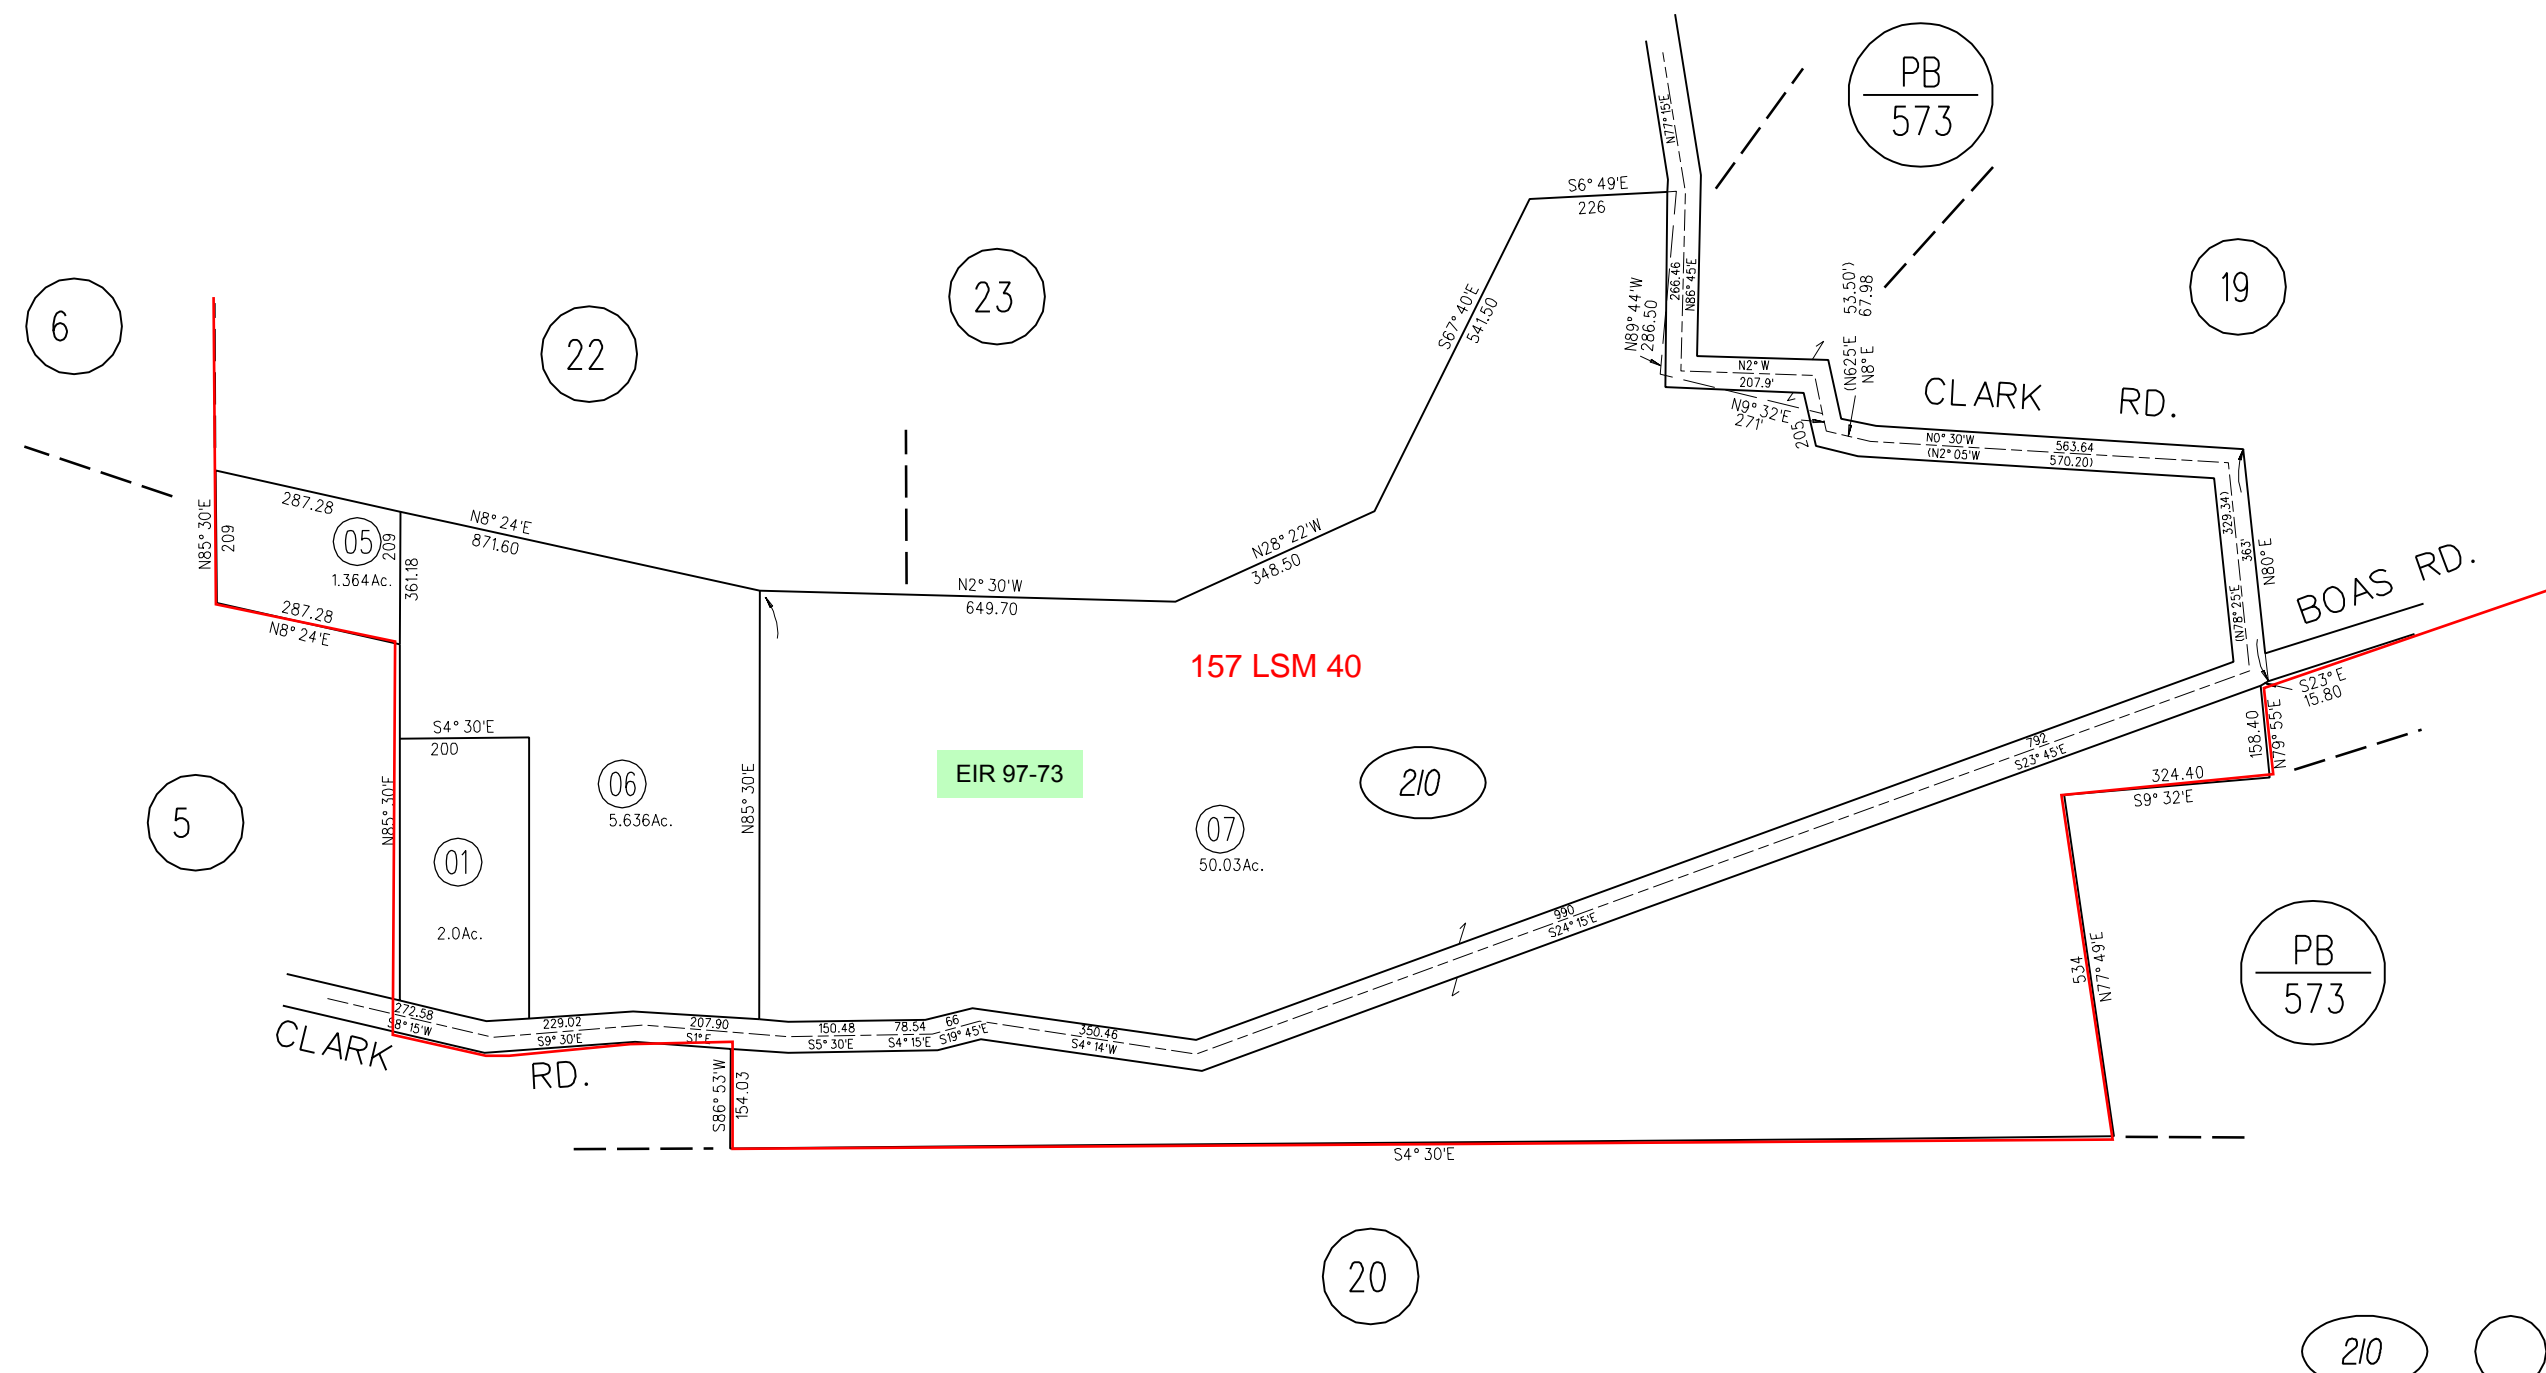 PB
573
N77°15'E
S6°49'E
226
6
22
23
19
S67°40'E
541.50
N89°44'W
286.50
266.46
N86°45'E
(N625'E 53.50')
N8°E 67.98
N2°W
207.9'
N9°32'E
271'
205
CLARK RD.
N0°30'W 563.64
(N2°05'W 570.20)
329.34)
(N78°25'E
363'
N80°E
BOAS RD.
287.28
N85°30'E
209
05
1.364Ac.
209
361.18
N8°24'E
871.60
287.28
N8°24'E
N2°30'W
649.70
N28°22'W
348.50
157 LSM 40
S23°E
15.80
158.40
N79°55'E
324.40
S9°32'E
792
S23°45'E
S4°30'E
200
EIR 97-73
210
06
5.636Ac.
N85°30'E
N85°30'E
5
01
2.0Ac.
07
50.03Ac.
990
S24°15'E
534
N77°49'E
PB
573
272.58
S8°15'W
229.02
S9°30'E
207.90
S1°E
150.48
S5°30'E
78.54
S4°15'E
66
S19°45'E
350.46
S4°14'W
CLARK RD.
S86°53'W
154.03
S4°30'E
20
210